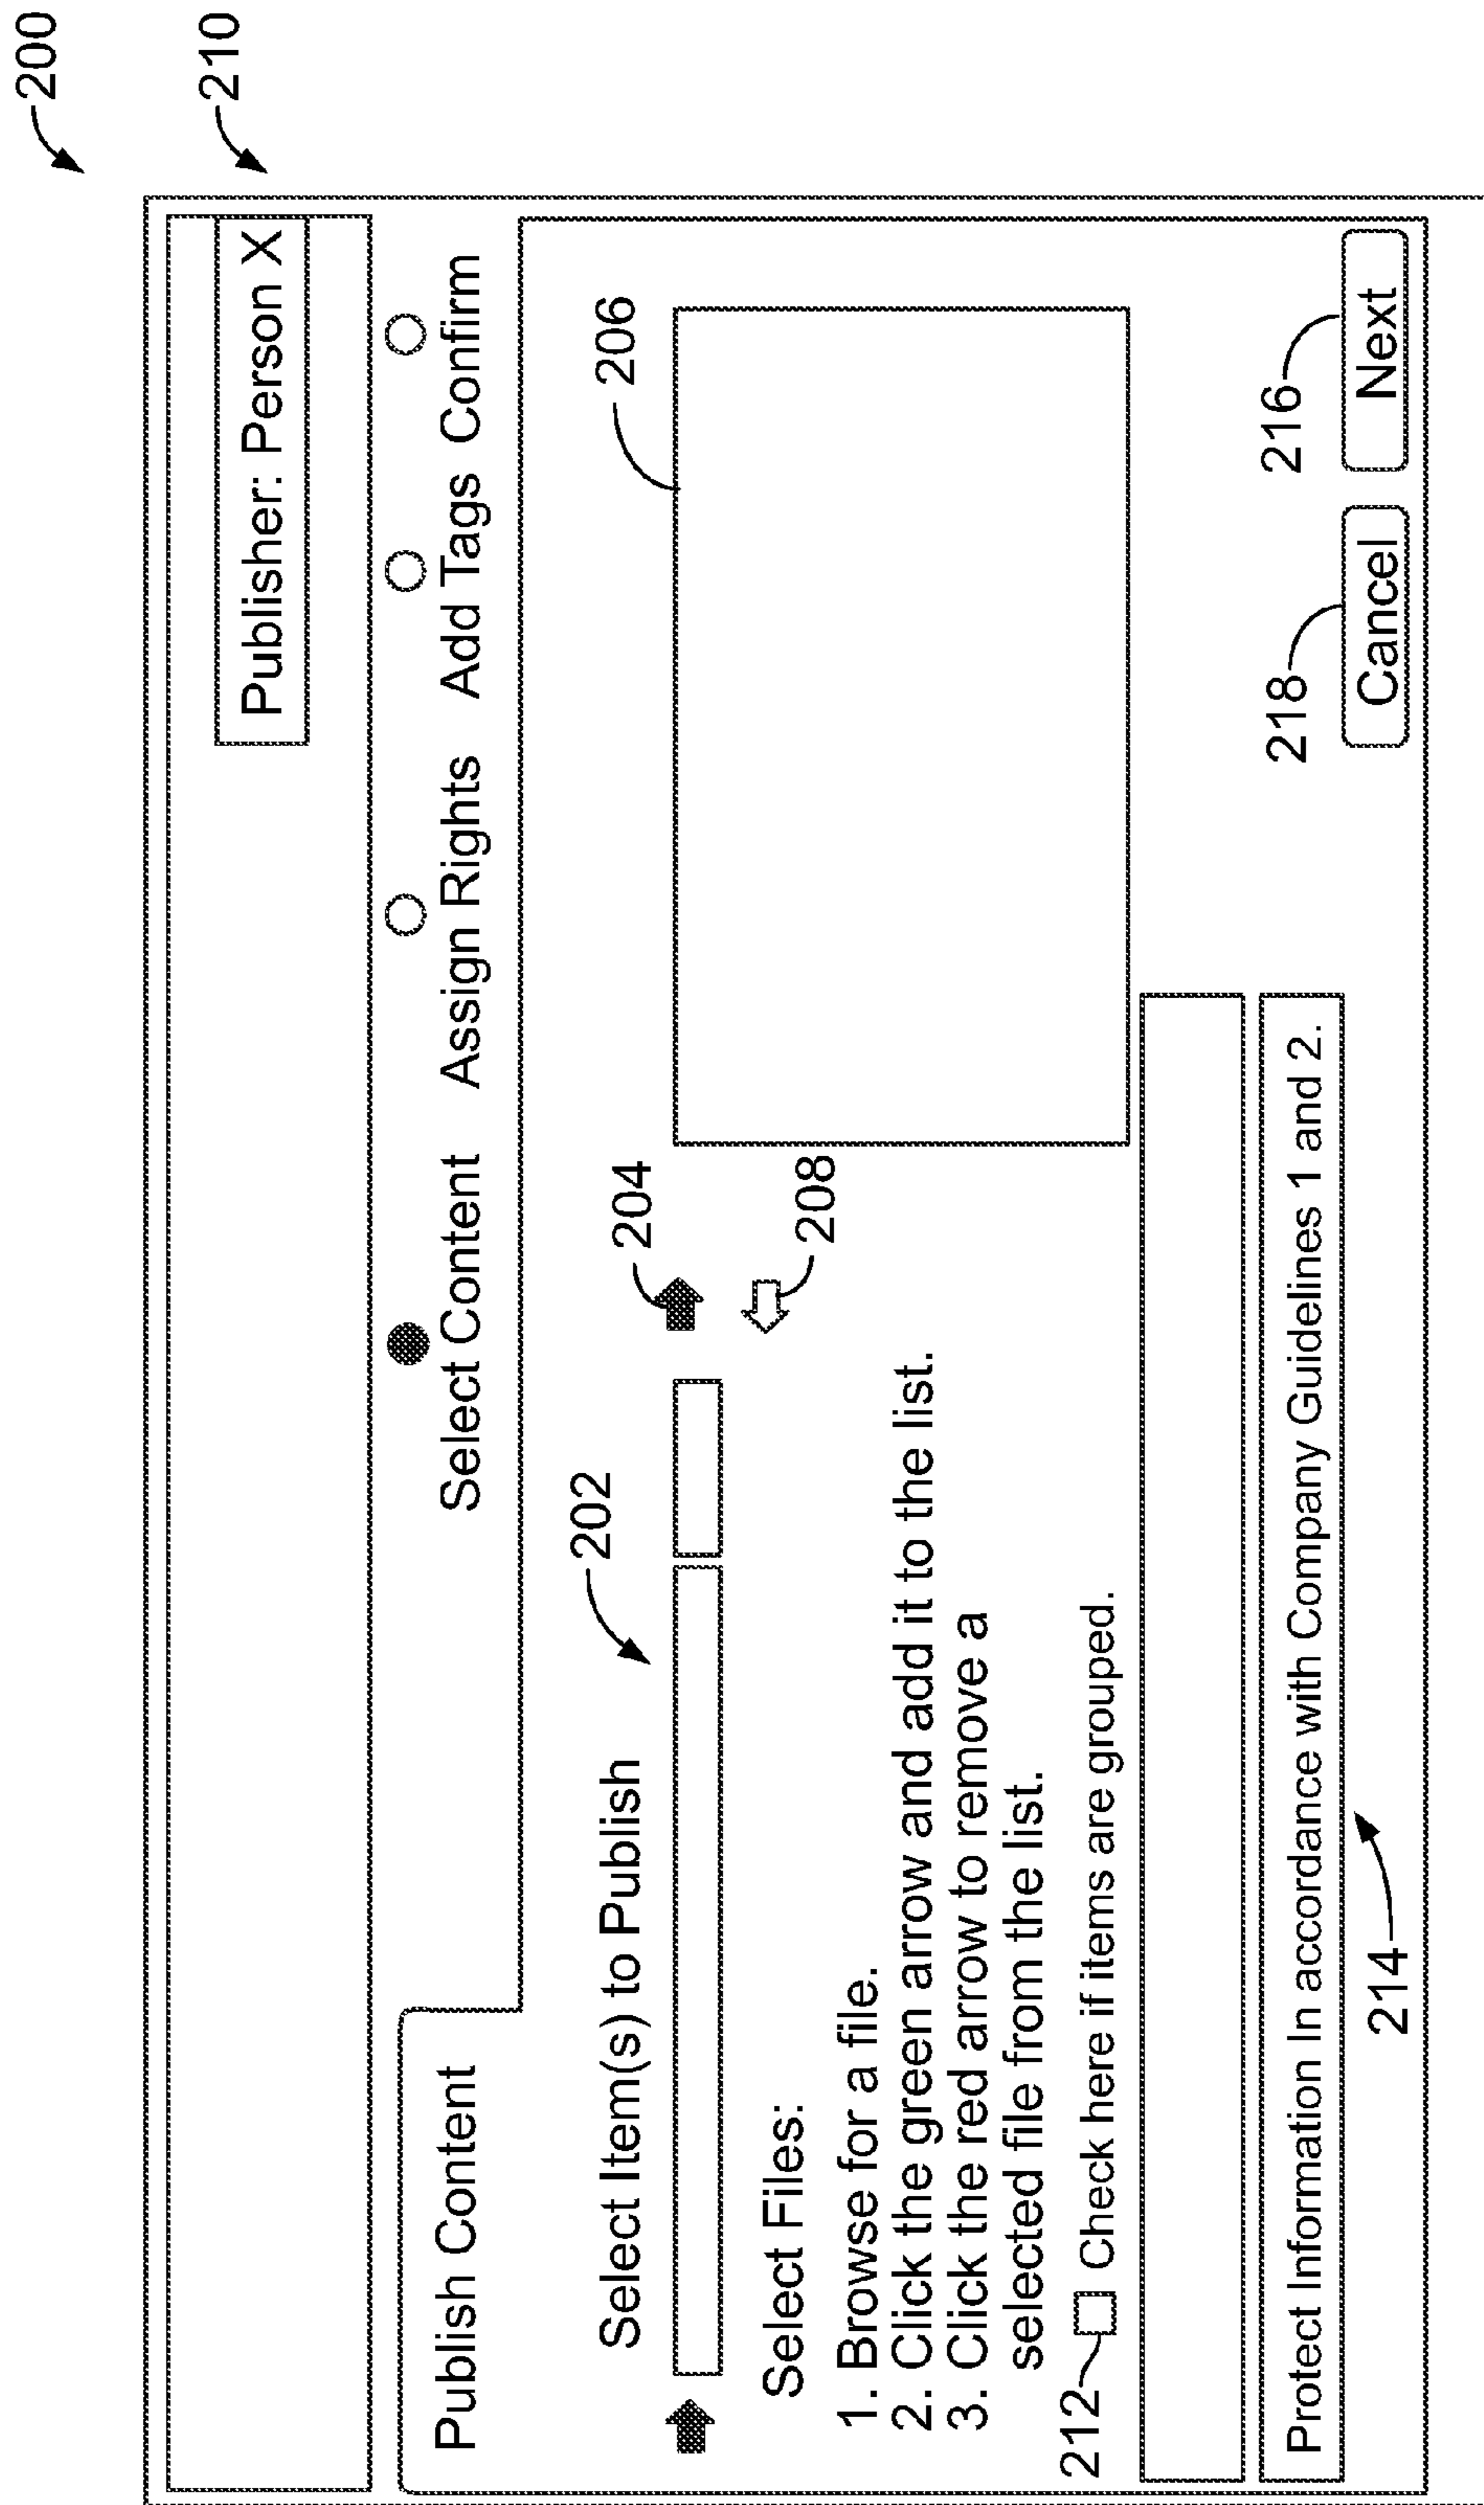 200
210
Publisher: Person X
Publish Content
Select Content Assign Rights Add Tags Confirm
Select Item(s) to Publish
202
204
206
208
Select Files:
1. Browse for a file.
2. Click the green arrow and add it to the list.
3. Click the red arrow to remove a
selected file from the list.
212
Check here if items are grouped.
Protect Information In accordance with Company Guidelines 1 and 2.
214
218
216
Cancel
Next